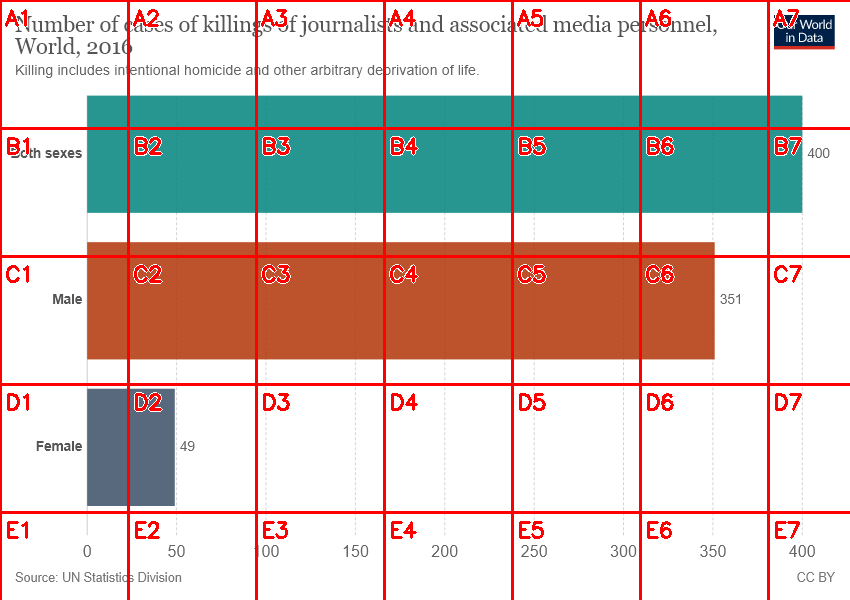 Number of cases of killings of journalists and associated media personnel,
World, 2016
Our World
in Data
Killing includes intentional homicide and other arbitrary deprivation of life.
A1 A2 A3 A4 A5 A6 A7
B1 B2 B3 B4 B5 B6 B7
Both sexes 400
C1 C2 C3 C4 C5 C6 C7
Male 351
D1 D2 D3 D4 D5 D6 D7
Female 49
E1 E2 E3 E4 E5 E6 E7
0 50 100 150 200 250 300 350 400
Source: UN Statistics Division CC BY